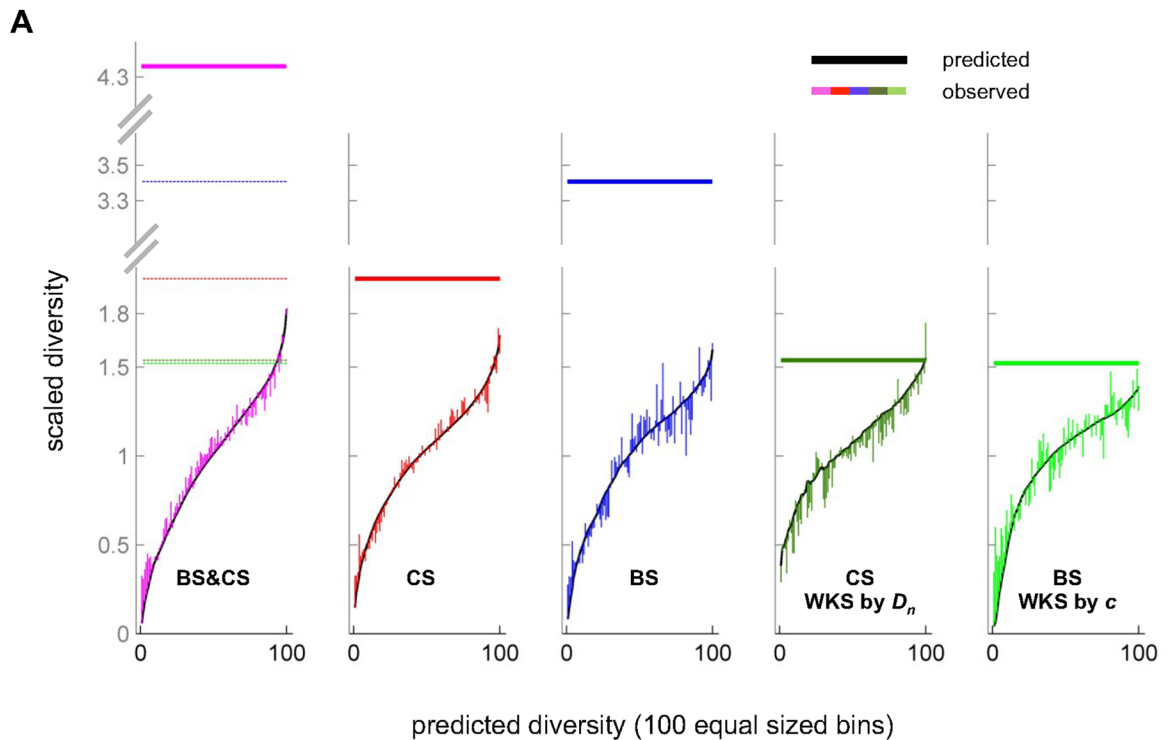 A
predicted
observed
4.3
3.5
3.3
1.8
1.5
1
0.5
0
scaled diversity
BS&CS
CS
BS
CS
WKS by Dn
BS
WKS by c
0 100
0 100
0 100
0 100
0 100
predicted diversity (100 equal sized bins)